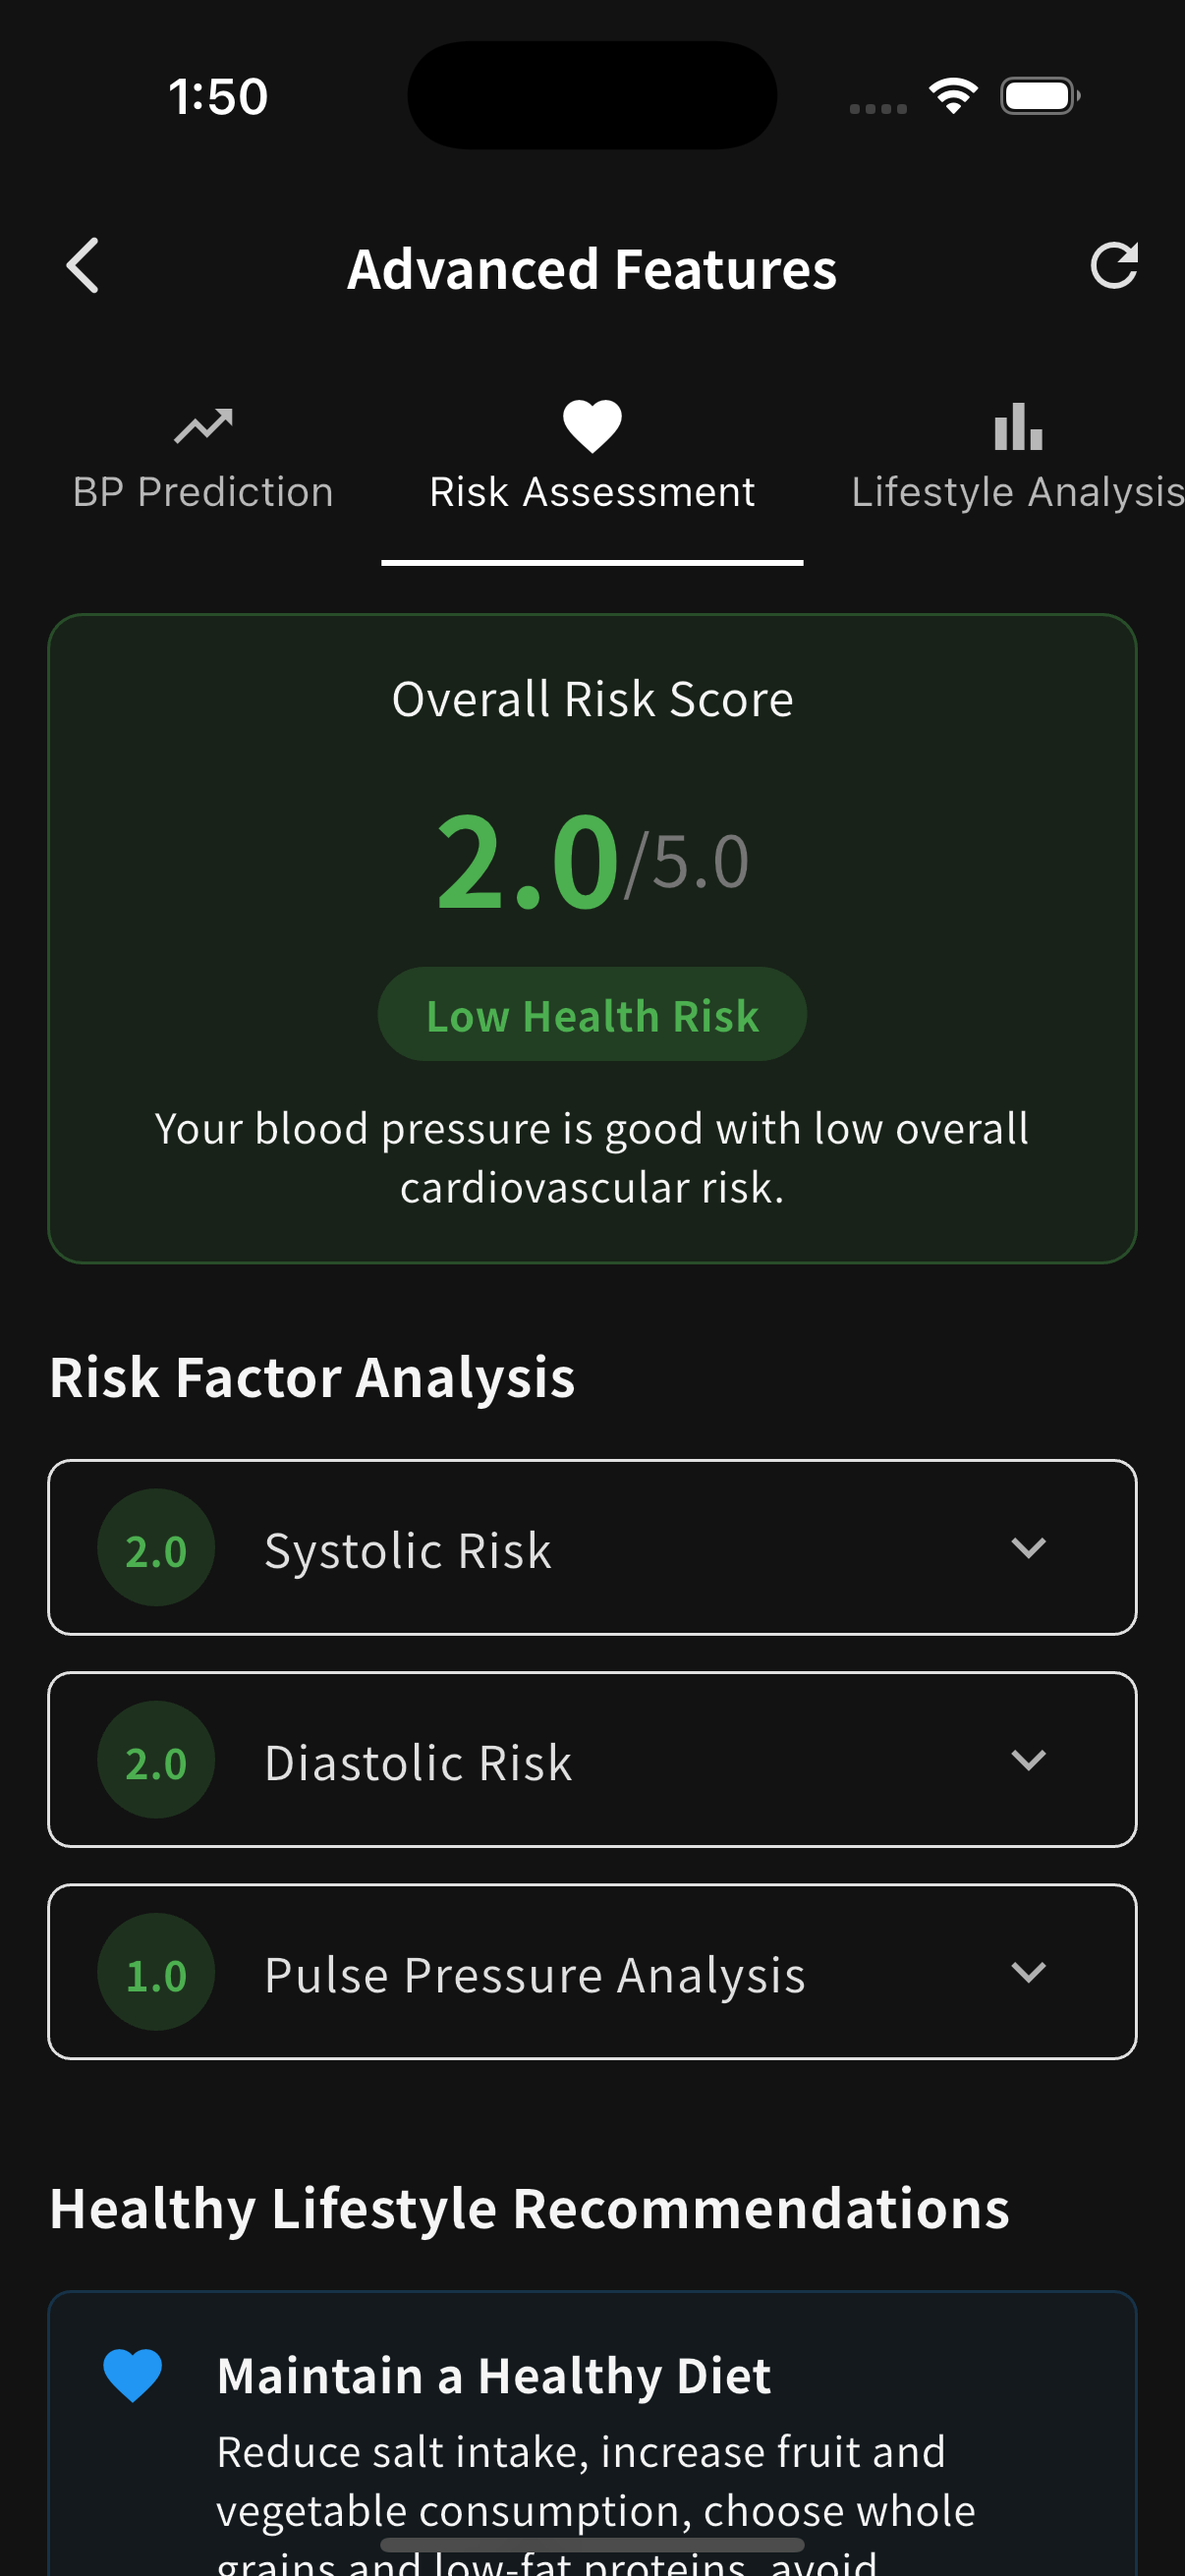 1:50
Advanced Features
BP Prediction
Risk Assessment
Lifestyle Analysis
Overall Risk Score
2.0/5.0
Low Health Risk
Your blood pressure is good with low overall
cardiovascular risk.
Risk Factor Analysis
2.0 Systolic Risk
2.0 Diastolic Risk
1.0 Pulse Pressure Analysis
Healthy Lifestyle Recommendations
Maintain a Healthy Diet
Reduce salt intake, increase fruit and
vegetable consumption, choose whole
grains and low-fat proteins, avoid